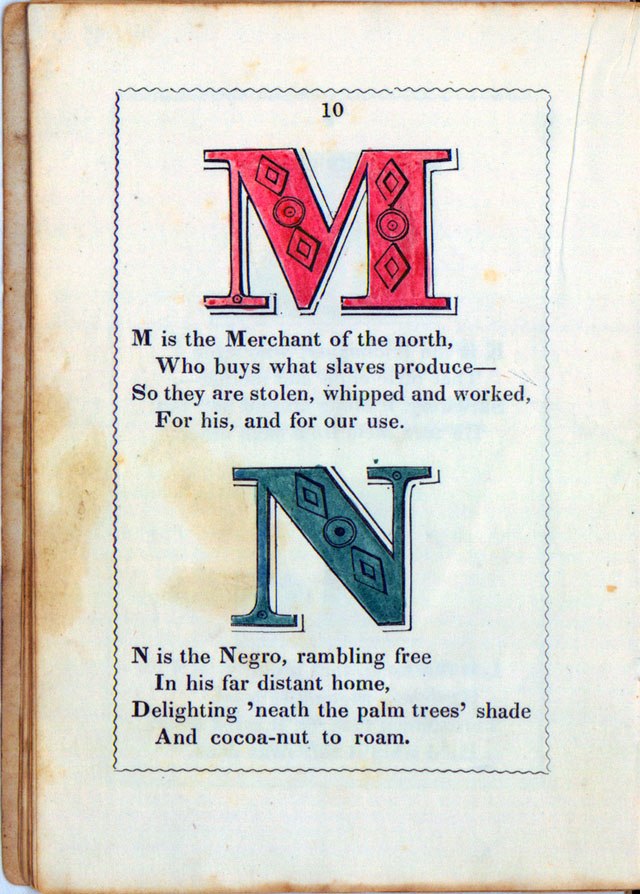 10
M
M is the Merchant of the north,
Who buys what slaves produce—
So they are stolen, whipped and worked,
For his, and for our use.
N
N is the Negro, rambling free
In his far distant home,
Delighting 'neath the palm trees' shade
And cocoa-nut to roam.